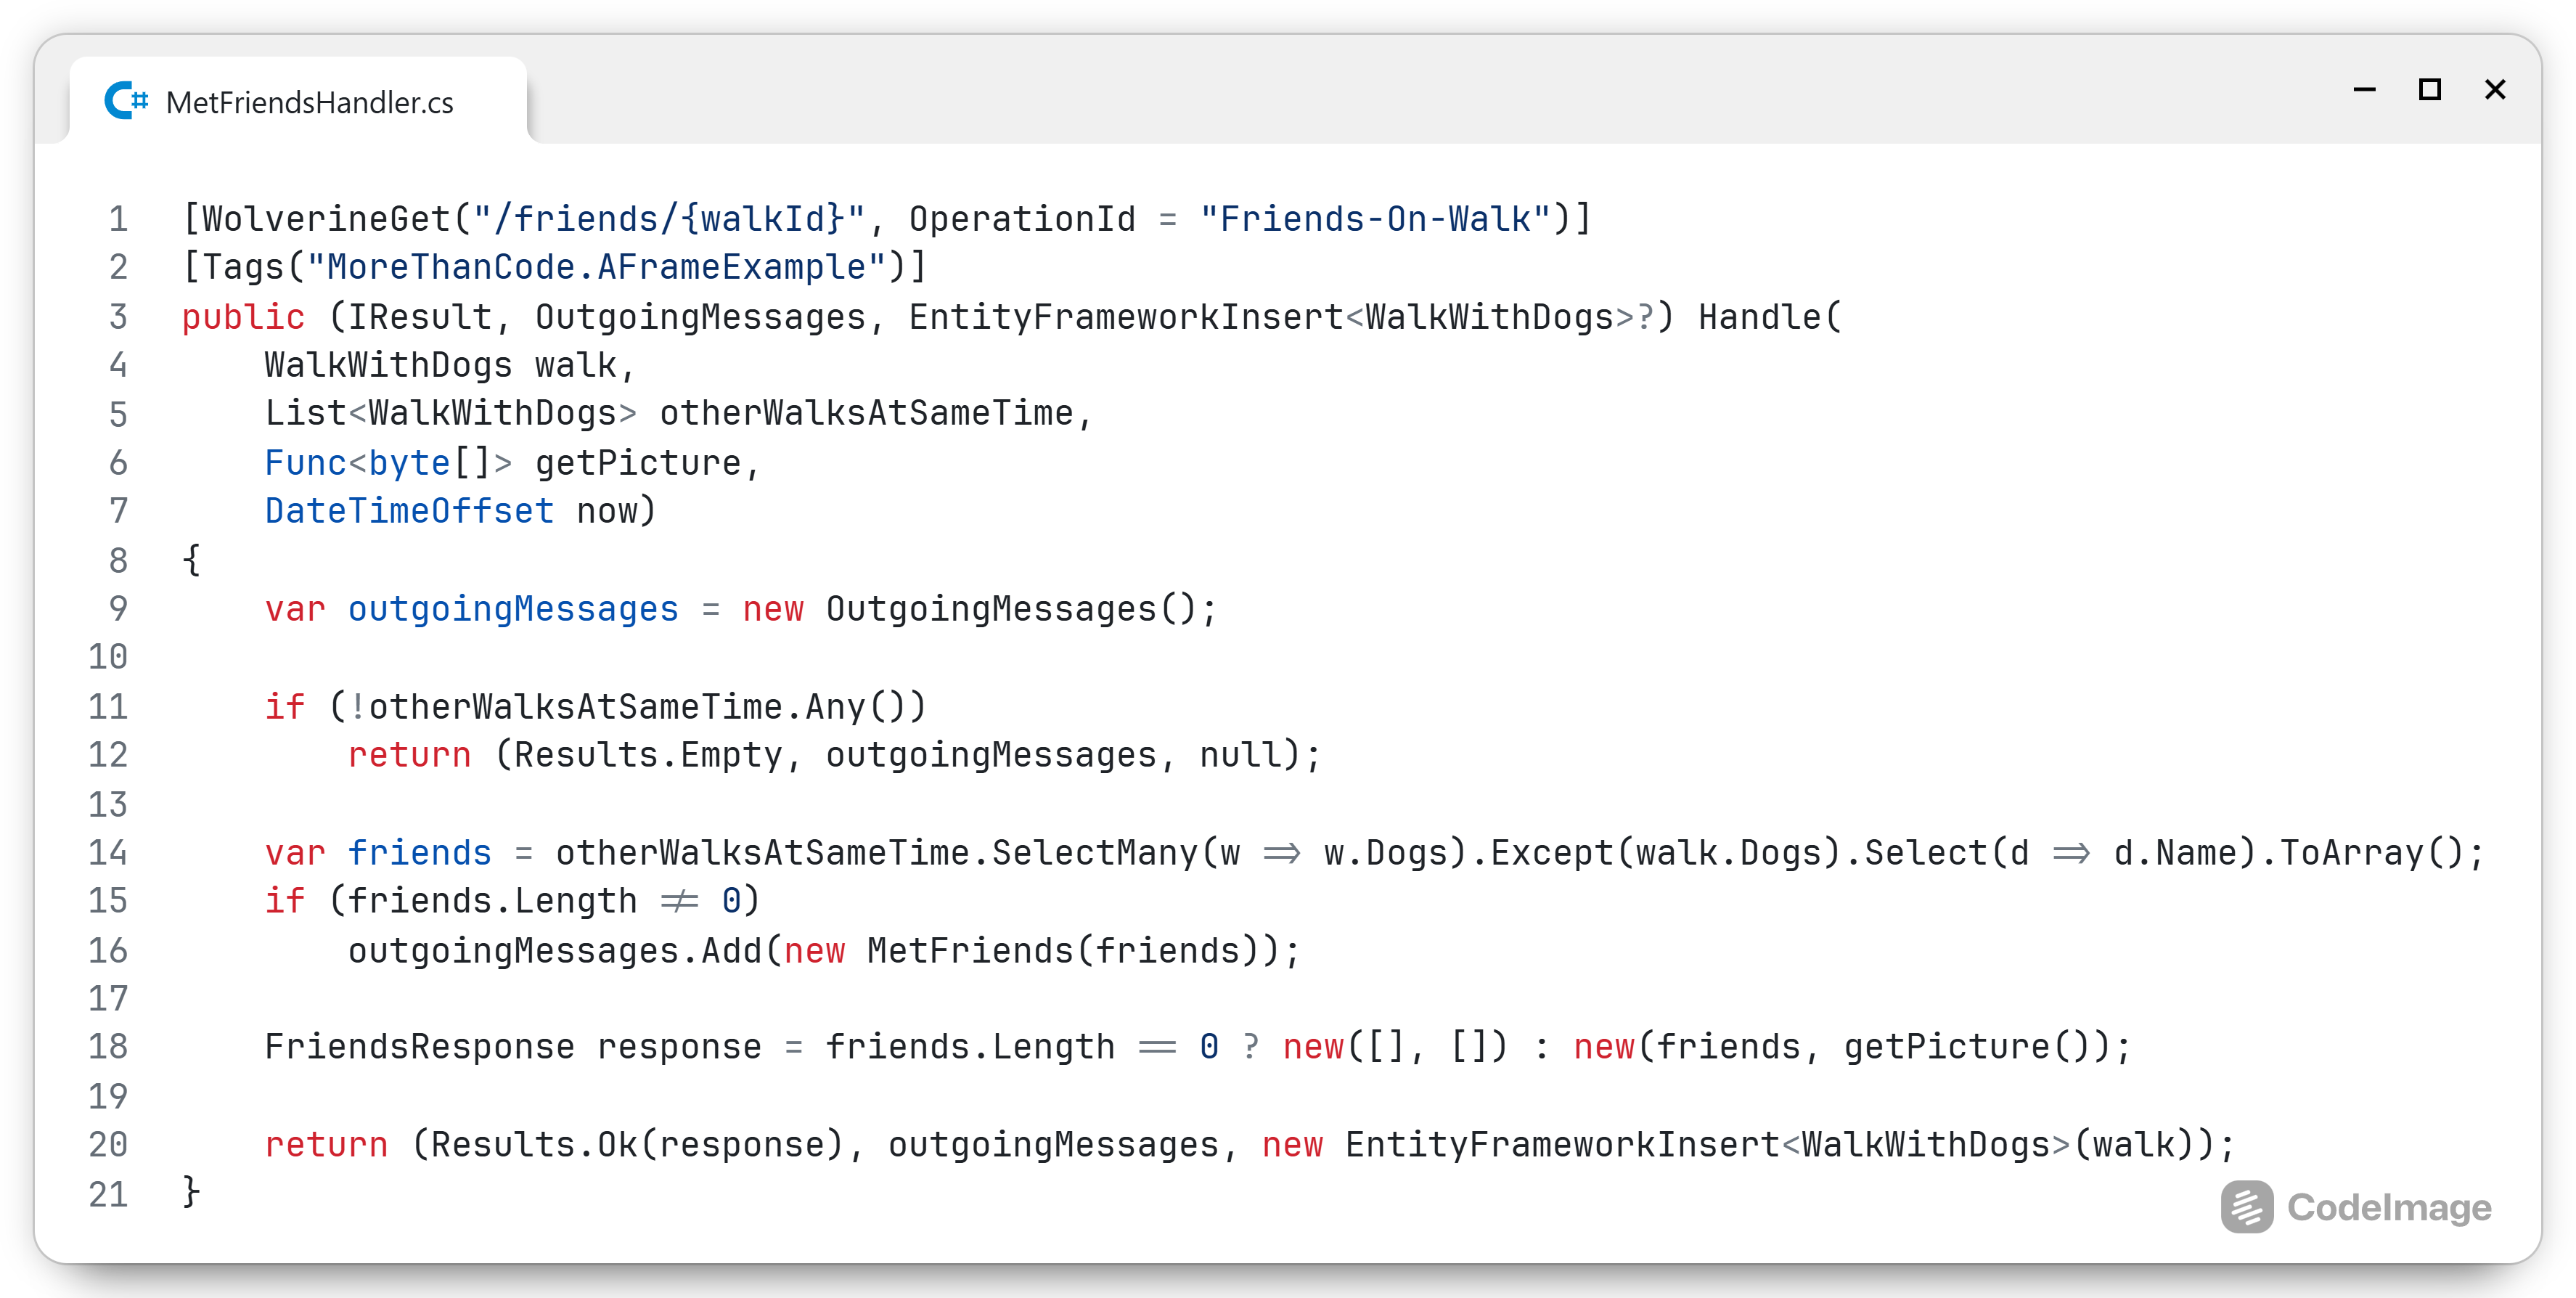 MetFriendsHandler.cs
1 [WolverineGet("/friends/{walkId}", OperationId = "Friends-On-Walk")]
2 [Tags("MoreThanCode.AFrameExample")]
3 public (IResult, OutgoingMessages, EntityFrameworkInsert<WalkWithDogs>?) Handle(
4     WalkWithDogs walk,
5     List<WalkWithDogs> otherWalksAtSameTime,
6     Func<byte[]> getPicture,
7     DateTimeOffset now)
8 {
9     var outgoingMessages = new OutgoingMessages();
10
11     if (!otherWalksAtSameTime.Any())
12         return (Results.Empty, outgoingMessages, null);
13
14     var friends = otherWalksAtSameTime.SelectMany(w => w.Dogs).Except(walk.Dogs).Select(d => d.Name).ToArray();
15     if (friends.Length != 0)
16         outgoingMessages.Add(new MetFriends(friends));
17
18     FriendsResponse response = friends.Length == 0 ? new([], []) : new(friends, getPicture());
19
20     return (Results.Ok(response), outgoingMessages, new EntityFrameworkInsert<WalkWithDogs>(walk));
21 }
CodeImage